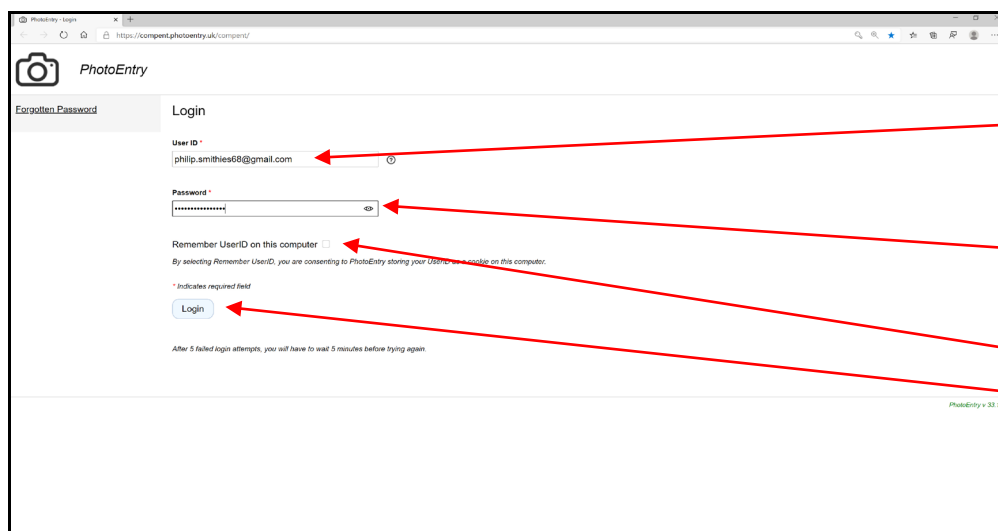 PhotoEntry - Login
https://compent.photoentry.uk/compent/
PhotoEntry
Forgotten Password
Login
User ID *
philip.smithies68@gmail.com
Password *
•••••••••••••••
Remember UserID on this computer
By selecting Remember UserID, you are consenting to PhotoEntry storing your UserID as a cookie on this computer.
* Indicates required field
Login
After 5 failed login attempts, you will have to wait 5 minutes before trying again.
PhotoEntry v 33.